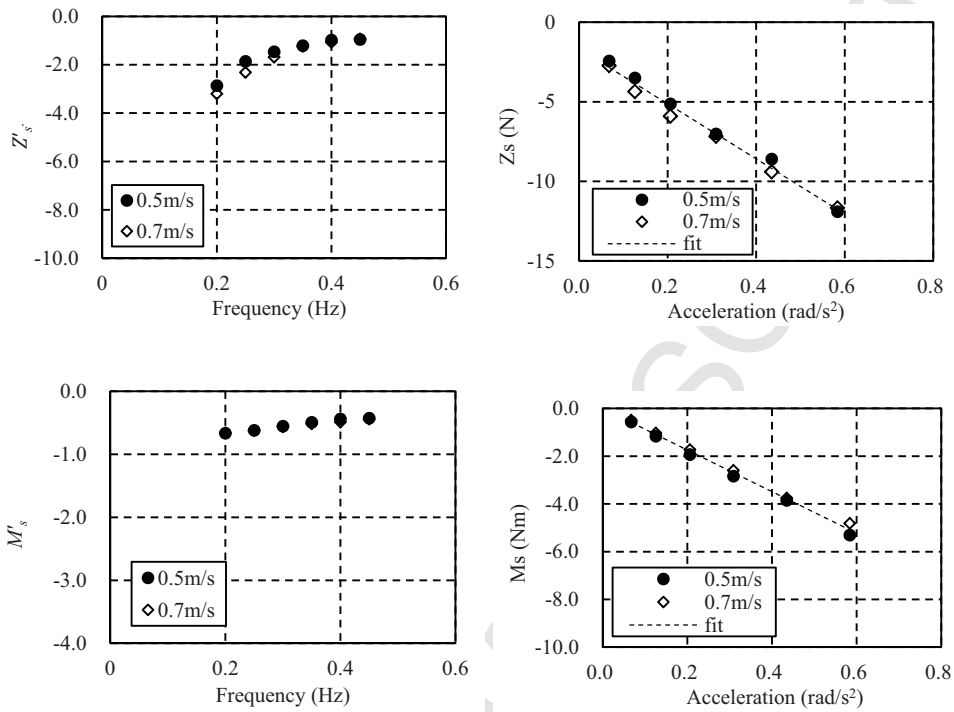 0.0
-2.0
-4.0
-6.0
-8.0
-10.0
Z's'
0.5m/s
0.7m/s
0 0.2 0.4 0.6
Frequency (Hz)
0
-5
-10
-15
Zs (N)
0.5m/s
0.7m/s
fit
0.0 0.2 0.4 0.6 0.8
Acceleration (rad/s²)
0.0
-1.0
-2.0
-3.0
-4.0
M's
0.5m/s
0.7m/s
0 0.2 0.4 0.6
Frequency (Hz)
0.0
-2.0
-4.0
-6.0
-8.0
-10.0
Ms (Nm)
0.5m/s
0.7m/s
fit
0.0 0.2 0.4 0.6 0.8
Acceleration (rad/s²)